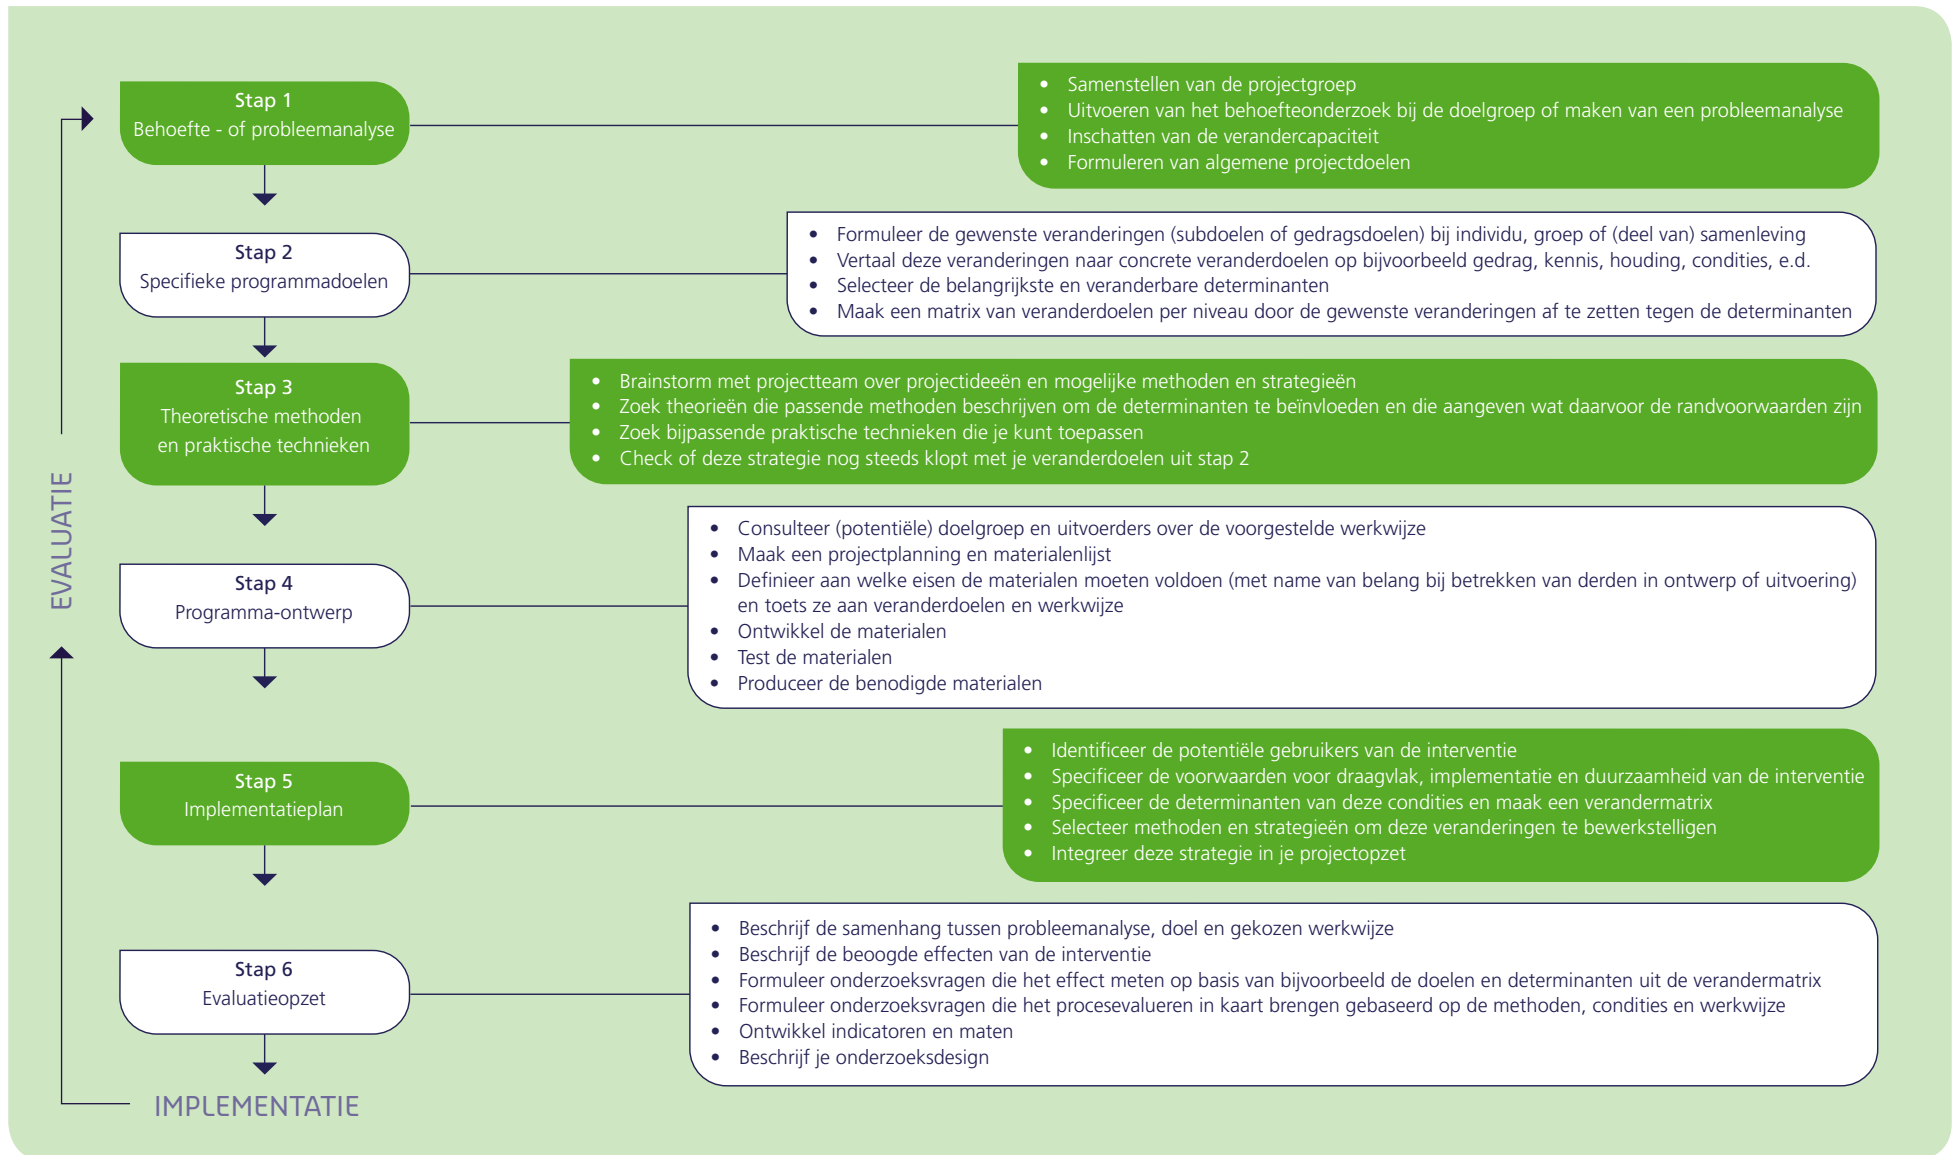 Stap 1
Behoefte - of probleemanalyse
• Samenstellen van de projectgroep
• Uitvoeren van het behoefteonderzoek bij de doelgroep of maken van een probleemanalyse
• Inschatten van de verandercapaciteit
• Formuleren van algemene projectdoelen
Stap 2
Specifieke programmadoelen
• Formuleer de gewenste veranderingen (subdoelen of gedragsdoelen) bij individu, groep of (deel van) samenleving
• Vertaal deze veranderingen naar concrete veranderdoelen op bijvoorbeeld gedrag, kennis, houding, condities, e.d.
• Selecteer de belangrijkste en veranderbare determinanten
• Maak een matrix van veranderdoelen per niveau door de gewenste veranderingen af te zetten tegen de determinanten
Stap 3
Theoretische methoden
en praktische technieken
• Brainstorm met projectteam over projectideeën en mogelijke methoden en strategieën
• Zoek theorieën die passende methoden beschrijven om de determinanten te beïnvloeden en die aangeven wat daarvoor de randvoorwaarden zijn
• Zoek bijpassende praktische technieken die je kunt toepassen
• Check of deze strategie nog steeds klopt met je veranderdoelen uit stap 2
EVALUATIE
Stap 4
Programma-ontwerp
• Consulteer (potentiële) doelgroep en uitvoerders over de voorgestelde werkwijze
• Maak een projectplanning en materialenlijst
• Definieer aan welke eisen de materialen moeten voldoen (met name van belang bij betrekken van derden in ontwerp of uitvoering)
en toets ze aan veranderdoelen en werkwijze
• Ontwikkel de materialen
• Test de materialen
• Produceer de benodigde materialen
Stap 5
Implementatieplan
• Identificeer de potentiële gebruikers van de interventie
• Specificeer de voorwaarden voor draagvlak, implementatie en duurzaamheid van de interventie
• Specificeer de determinanten van deze condities en maak een verandermatrix
• Selecteer methoden en strategieën om deze veranderingen te bewerkstelligen
• Integreer deze strategie in je projectopzet
Stap 6
Evaluatieopzet
• Beschrijf de samenhang tussen probleemanalyse, doel en gekozen werkwijze
• Beschrijf de beoogde effecten van de interventie
• Formuleer onderzoeksvragen die het effect meten op basis van bijvoorbeeld de doelen en determinanten uit de verandermatrix
• Formuleer onderzoeksvragen die het procesevalueren in kaart brengen gebaseerd op de methoden, condities en werkwijze
• Ontwikkel indicatoren en maten
• Beschrijf je onderzoeksdesign
IMPLEMENTATIE